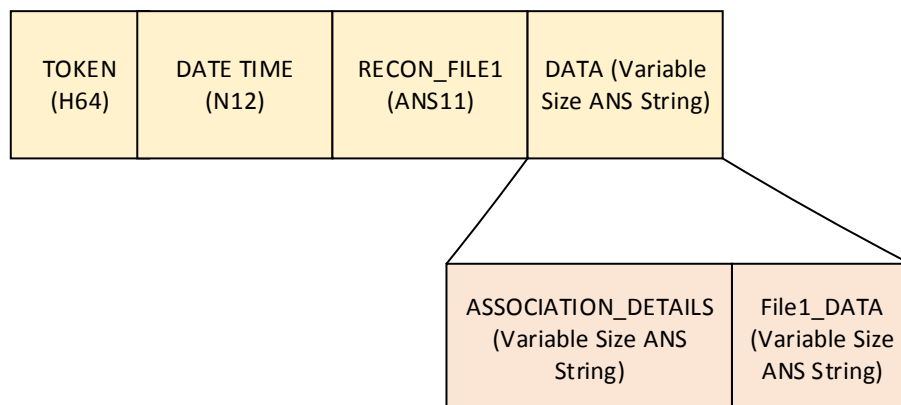 TOKEN
(H64)
DATE TIME
(N12)
RECON_FILE1
(ANS11)
DATA (Variable
Size ANS String)
ASSOCIATION_DETAILS
(Variable Size ANS
String)
File1_DATA
(Variable Size
ANS String)